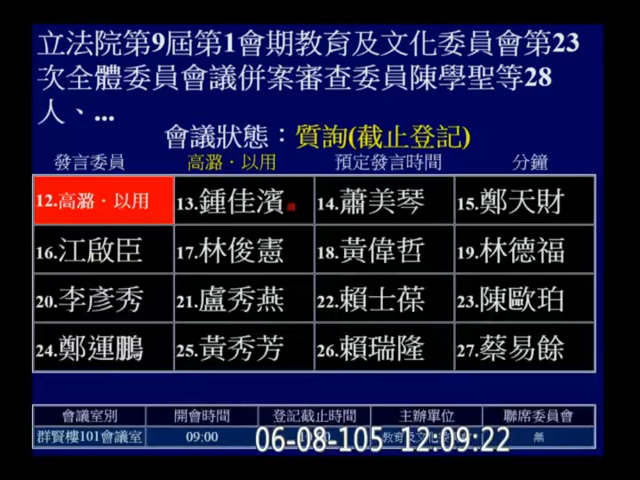 立法院第9屆第1會期教育及文化委員會第23
次全體委員會議併案審查委員陳學聖等28
人、...
會議狀態：質詢(截止登記)
發言委員 高潞．以用 預定發言時間 分鐘
12.高潞．以用 13.鍾佳濱 14.蕭美琴 15.鄭天財
16.江啟臣 17.林俊憲 18.黃偉哲 19.林德福
20.李彥秀 21.盧秀燕 22.賴士葆 23.陳歐珀
24.鄭運鵬 25.黃秀芳 26.賴瑞隆 27.蔡易餘
會議室別 開會時間 登記截止時間 主辦單位 聯席委員會
群賢樓101會議室 09:00 無
06-08-105 12:09:22